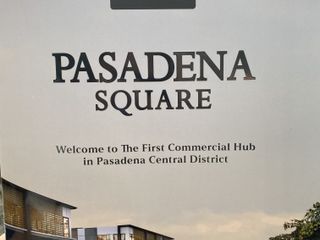 PASADENA
SQUARE
Welcome to The First Commercial Hub
in Pasadena Central District